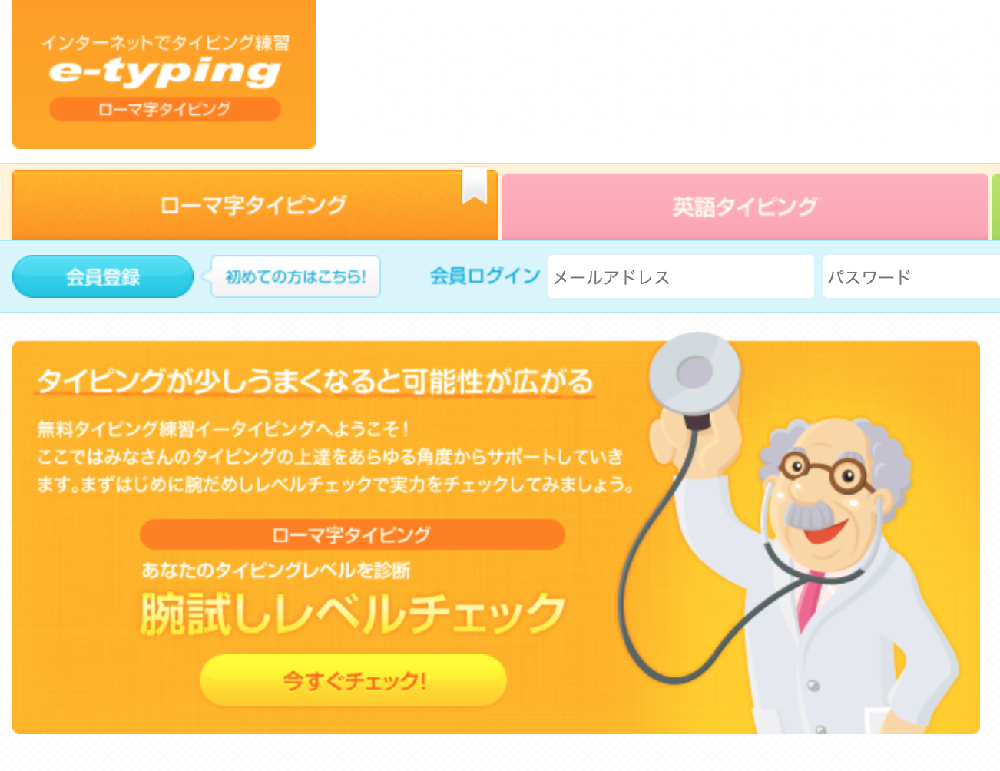 インターネットでタイピング練習
e-typing
ローマ字タイピング
ローマ字タイピング
英語タイピング
会員登録
初めての方はこちら!
会員ログイン
メールアドレス
パスワード
タイピングが少しうまくなると可能性が広がる
無料タイピング練習イータイピングへようこそ!
ここではみなさんのタイピングの上達をあらゆる角度からサポートしていき
ます。まずはじめに腕だめしレベルチェックで実力をチェックしてみましょう。
ローマ字タイピング
あなたのタイピングレベルを診断
腕試しレベルチェック
今すぐチェック!